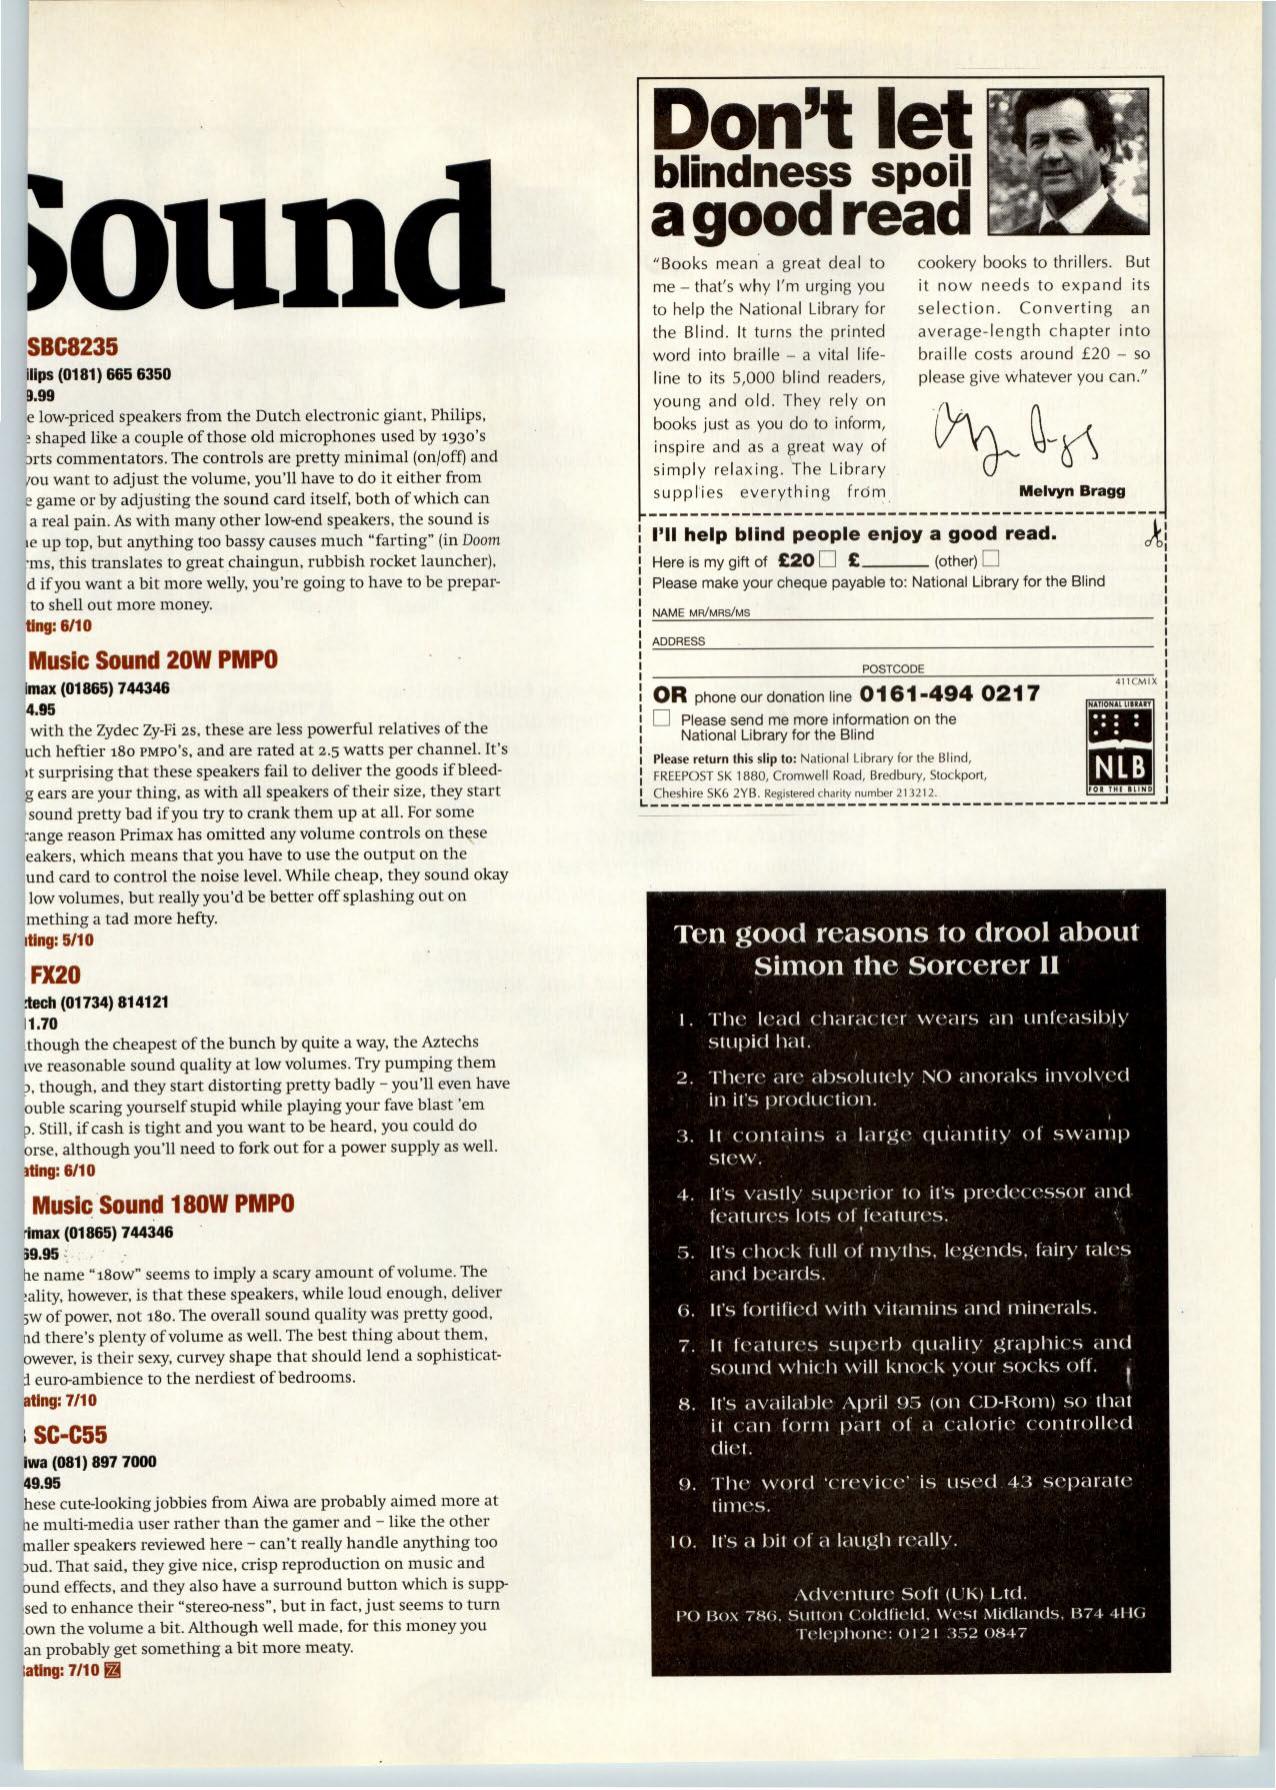 Sound
SBC8235
ilips (0181) 665 6350
9.99
e low-priced speakers from the Dutch electronic giant, Philips,
e shaped like a couple of those old microphones used by 1930's
orts commentators. The controls are pretty minimal (on/off) and
you want to adjust the volume, you'll have to do it either from
e game or by adjusting the sound card itself, both of which can
a real pain. As with many other low-end speakers, the sound is
ne up top, but anything too bassy causes much "farting" (in Doom
rms, this translates to great chaingun, rubbish rocket launcher),
d if you want a bit more welly, you're going to have to be prepar-
to shell out more money.
ting: 6/10
Music Sound 20W PMPO
imax (01865) 744346
4.95
with the Zydec Zy-Fi 2s, these are less powerful relatives of the
uch heftier 180 PMPO's, and are rated at 2.5 watts per channel. It's
ot surprising that these speakers fail to deliver the goods if bleed-
g ears are your thing, as with all speakers of their size, they start
sound pretty bad if you try to crank them up at all. For some
range reason Primax has omitted any volume controls on these
eakers, which means that you have to use the output on the
und card to control the noise level. While cheap, they sound okay
low volumes, but really you'd be better off splashing out on
mething a tad more hefty.
ting: 5/10
FX20
ztech (01734) 814121
1.70
though the cheapest of the bunch by quite a way, the Aztechs
ave reasonable sound quality at low volumes. Try pumping them
p, though, and they start distorting pretty badly – you'll even have
ouble scaring yourself stupid while playing your fave blast 'em
p. Still, if cash is tight and you want to be heard, you could do
orse, although you'll need to fork out for a power supply as well.
ating: 6/10
Music Sound 180W PMPO
rimax (01865) 744346
69.95
he name "180w" seems to imply a scary amount of volume. The
eality, however, is that these speakers, while loud enough, deliver
5w of power, not 180. The overall sound quality was pretty good,
nd there's plenty of volume as well. The best thing about them,
owever, is their sexy, curvey shape that should lend a sophisticat-
d euro-ambience to the nerdiest of bedrooms.
ating: 7/10
SC-C55
iwa (081) 897 7000
49.95
hese cute-looking jobbies from Aiwa are probably aimed more at
he multi-media user rather than the gamer and – like the other
maller speakers reviewed here – can't really handle anything too
oud. That said, they give nice, crisp reproduction on music and
ound effects, and they also have a surround button which is supp-
sed to enhance their "stereo-ness", but in fact, just seems to turn
own the volume a bit. Although well made, for this money you
an probably get something a bit more meaty.
ating: 7/10 Z
Don't let
blindness spoil
a good read
"Books mean a great deal to
me – that's why I'm urging you
to help the National Library for
the Blind. It turns the printed
word into braille – a vital life-
line to its 5,000 blind readers,
young and old. They rely on
books just as you do to inform,
inspire and as a great way of
simply relaxing. The Library
supplies everything from
cookery books to thrillers. But
it now needs to expand its
selection. Converting an
average-length chapter into
braille costs around £20 – so
please give whatever you can."
Melvyn Bragg
I'll help blind people enjoy a good read.
Here is my gift of £20 £ (other)
Please make your cheque payable to: National Library for the Blind
NAME MR/MRS/MS
ADDRESS
POSTCODE
411CMIX
OR phone our donation line 0161-494 0217
Please send me more information on the
National Library for the Blind
Please return this slip to: National Library for the Blind,
FREEPOST SK 1880, Cromwell Road, Bredbury, Stockport,
Cheshire SK6 2YB. Registered charity number 213212.
NATIONAL LIBRARY
NLB
FOR THE BLIND
Ten good reasons to drool about
Simon the Sorcerer II
1. The lead character wears an unfeasibly
stupid hat.
2. There are absolutely NO anoraks involved
in it's production.
3. It contains a large quantity of swamp
stew.
4. It's vastly superior to it's predecessor and
features lots of features.
5. It's chock full of myths, legends, fairy tales
and beards.
6. It's fortified with vitamins and minerals.
7. It features superb quality graphics and
sound which will knock your socks off.
8. It's available April 95 (on CD-Rom) so that
it can form part of a calorie controlled
diet.
9. The word 'crevice' is used 43 separate
times.
10. It's a bit of a laugh really.
Adventure Soft (UK) Ltd.
PO Box 786, Sutton Coldfield, West Midlands, B74 4HG
Telephone: 0121 352 0847